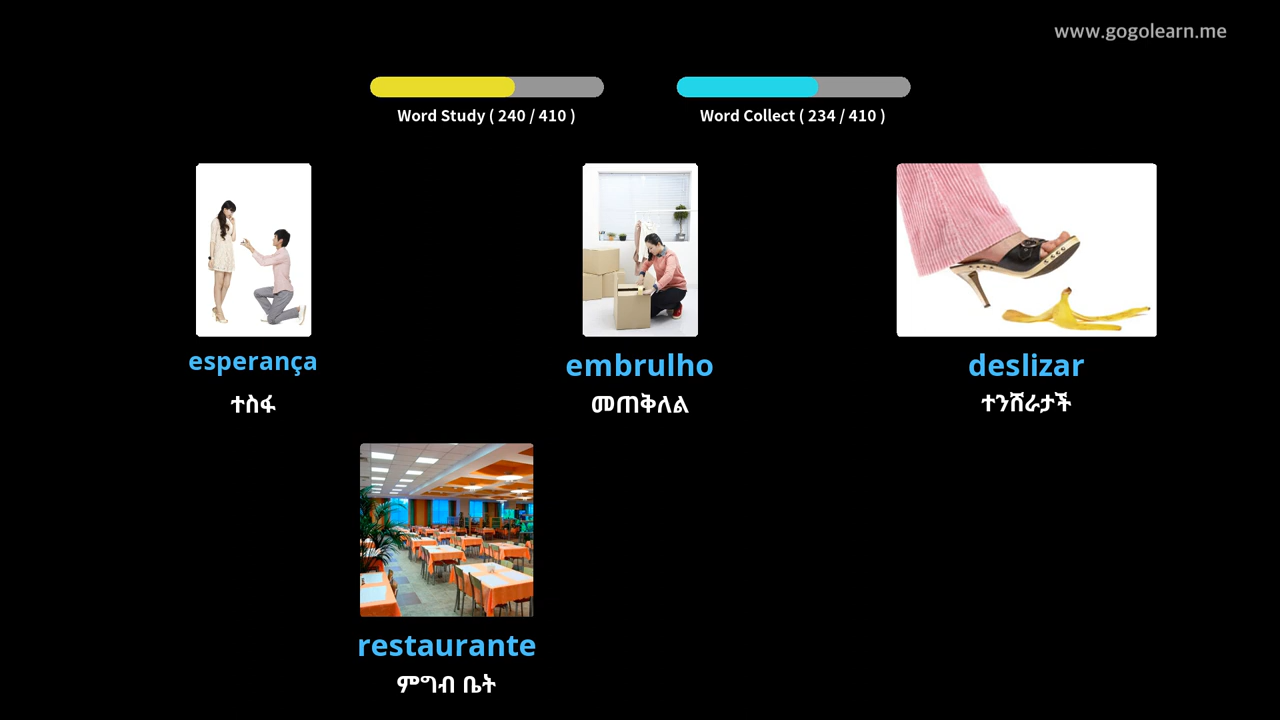 www.gogolearn.me
Word Study ( 240 / 410 )
Word Collect ( 234 / 410 )
esperança
ተስፋ
embrulho
መጠቅለል
deslizar
ተንሸራታች
restaurante
ምግብ ቤት